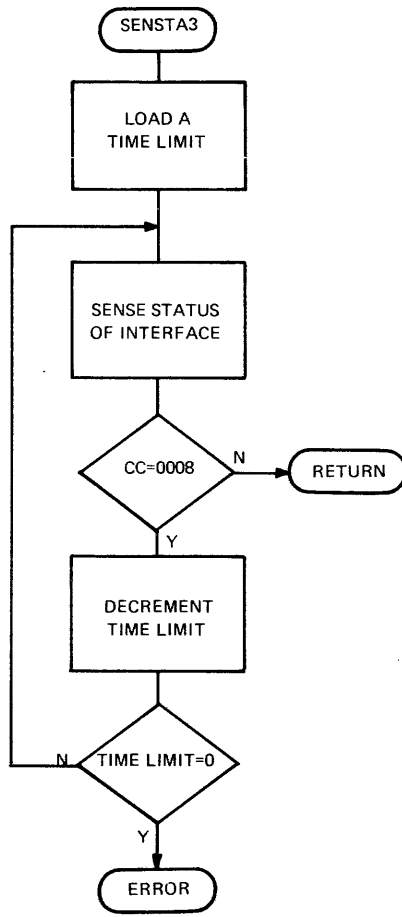 SENSTA3
LOAD A
TIME LIMIT
SENSE STATUS
OF INTERFACE
CC=0008
N
RETURN
Y
DECREMENT
TIME LIMIT
N
TIME LIMIT=0
Y
ERROR